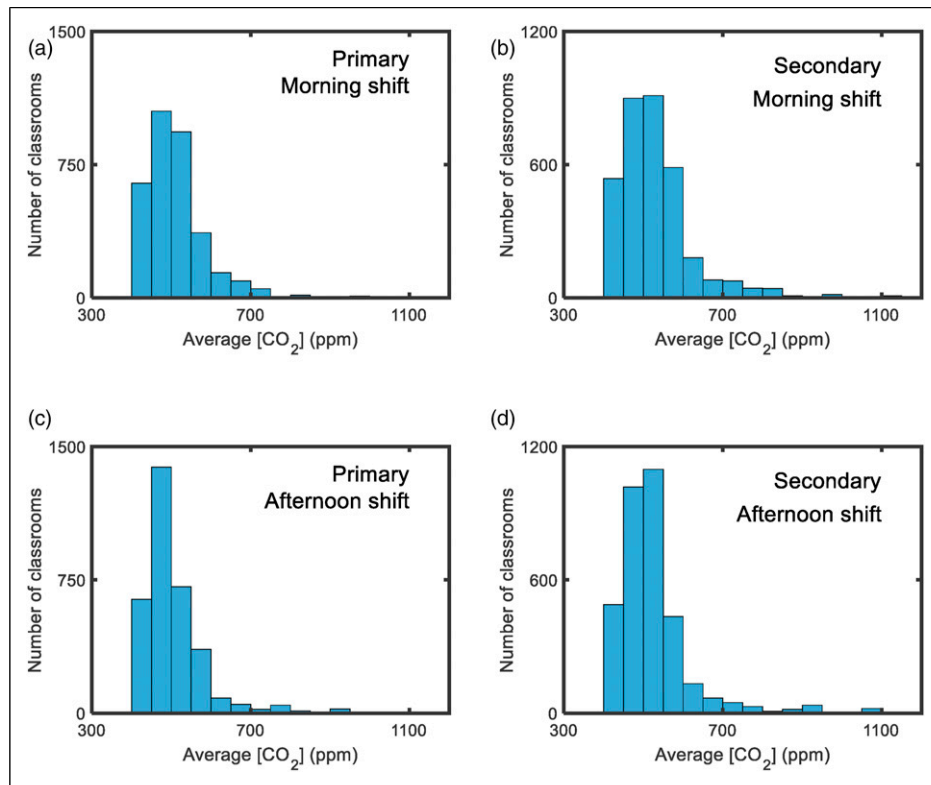 (a)
1500
Primary
Morning shift
750
0
300
700
1100
Number of classrooms
Average [CO2] (ppm)
(b)
1200
Secondary
Morning shift
600
0
300
700
1100
Number of classrooms
Average [CO2] (ppm)
(c)
1500
Primary
Afternoon shift
750
0
300
700
1100
Number of classrooms
Average [CO2] (ppm)
(d)
1200
Secondary
Afternoon shift
600
0
300
700
1100
Number of classrooms
Average [CO2] (ppm)